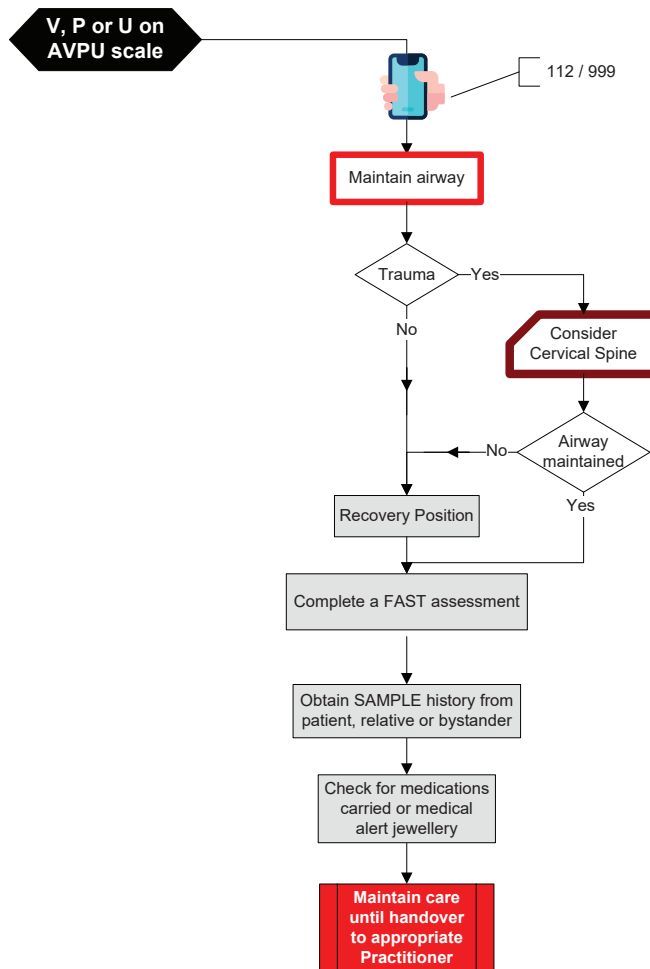 V, P or U on
AVPU scale
112 / 999
Maintain airway
Trauma
Yes
No
Consider
Cervical Spine
Airway
maintained
No
Yes
Recovery Position
Complete a FAST assessment
Obtain SAMPLE history from
patient, relative or bystander
Check for medications
carried or medical
alert jewellery
Maintain care
until handover
to appropriate
Practitioner